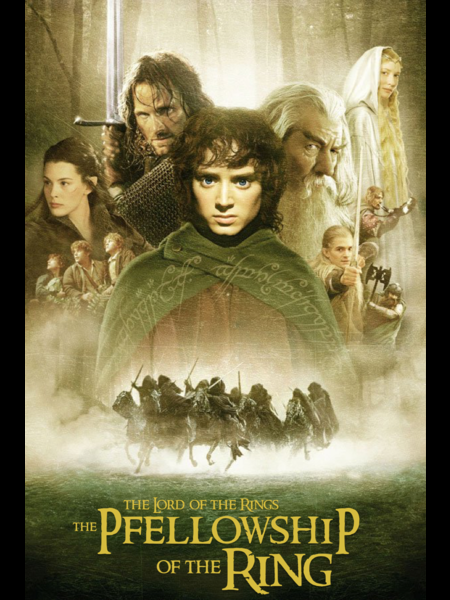 THE LORD OF THE RINGS
THE PFELLOWSHIP
OF THE RING